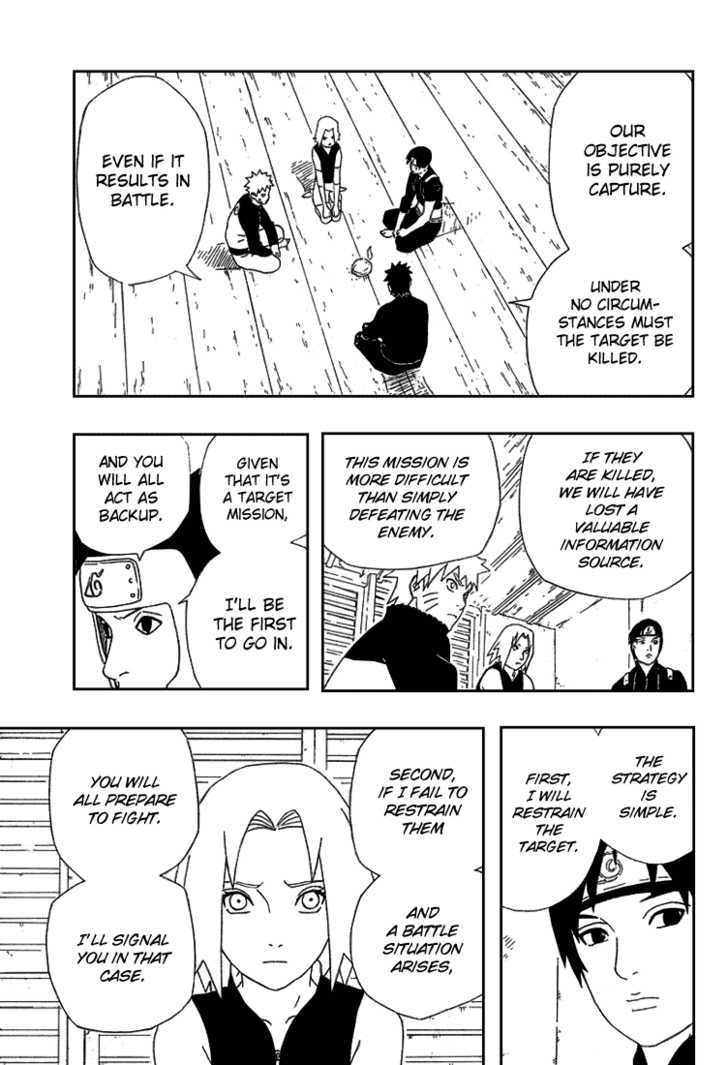 OUR
OBJECTIVE
IS PURELY
CAPTURE.
UNDER
NO CIRCUM-
STANCES MUST
THE TARGET BE
KILLED.
EVEN IF IT
RESULTS IN
BATTLE.
IF THEY
ARE KILLED,
WE WILL HAVE
LOST A
VALUABLE
INFORMATION
SOURCE.
THIS MISSION IS
MORE DIFFICULT
THAN SIMPLY
DEFEATING THE
ENEMY.
GIVEN
THAT IT'S
A TARGET
MISSION,
I'LL BE
THE FIRST
TO GO IN.
AND YOU
WILL ALL
ACT AS
BACKUP.
THE
STRATEGY
IS
SIMPLE.
FIRST,
I WILL
RESTRAIN
THE
TARGET.
SECOND,
IF I FAIL TO
RESTRAIN
THEM
AND
A BATTLE
SITUATION
ARISES,
YOU WILL
ALL PREPARE
TO FIGHT.
I'LL SIGNAL
YOU IN THAT
CASE.